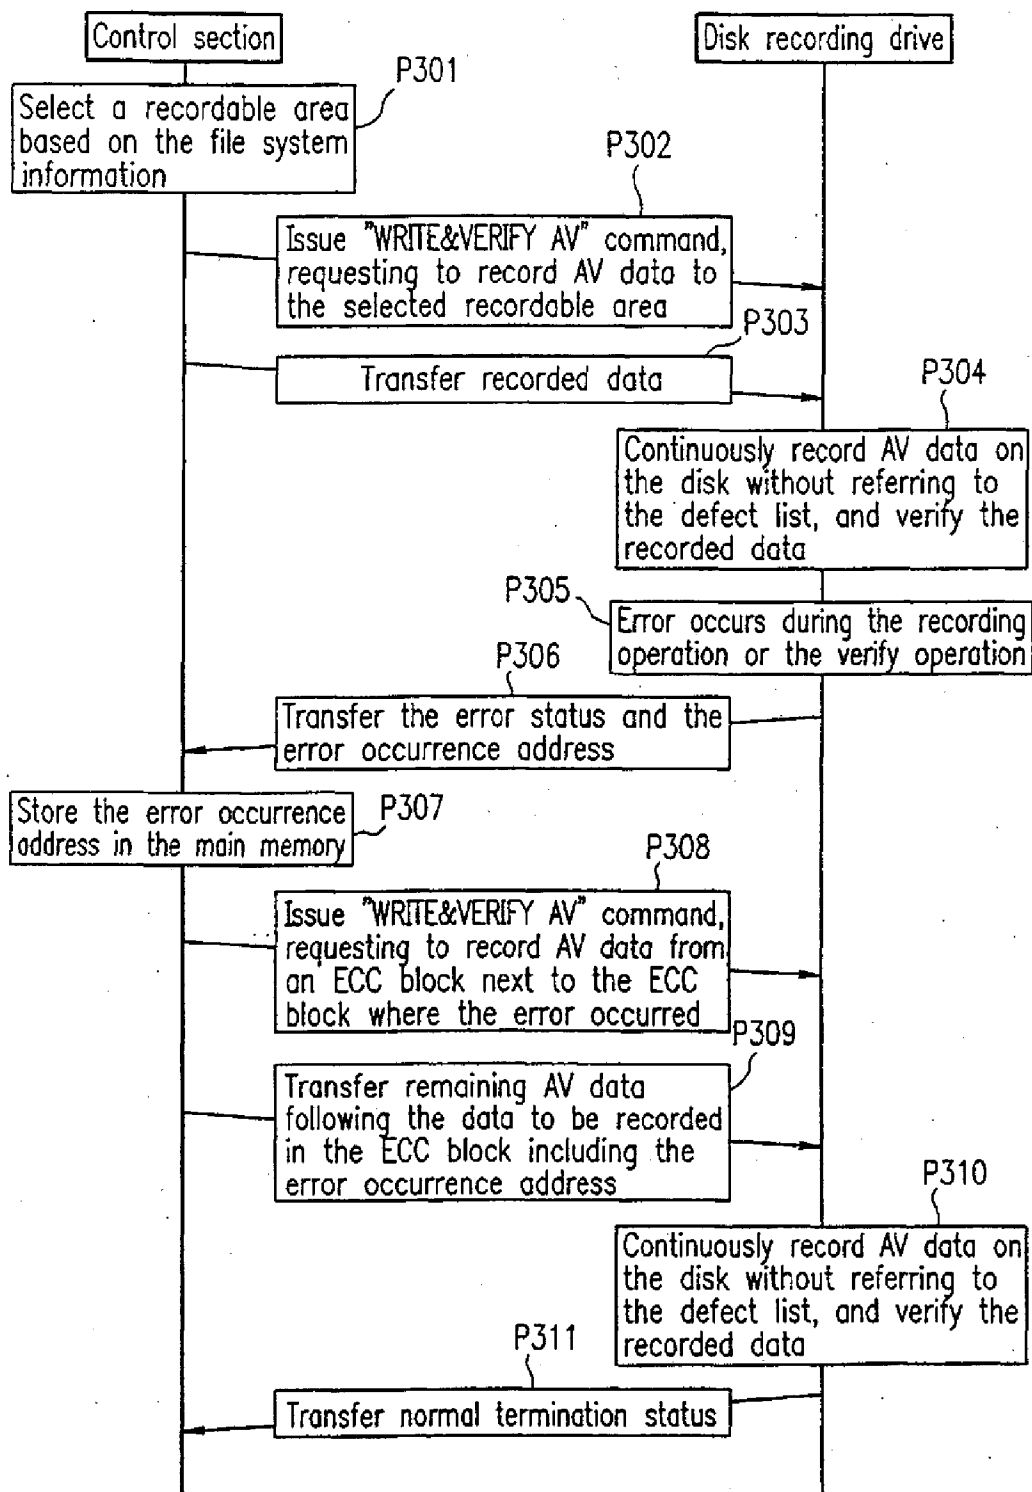 Control section
Disk recording drive
P301
Select a recordable area
based on the file system
information
P302
Issue "WRITE&VERIFY AV" command,
requesting to record AV data to
the selected recordable area
P303
Transfer recorded data
P304
Continuously record AV data on
the disk without referring to
the defect list, and verify the
recorded data
P305
Error occurs during the recording
operation or the verify operation
P306
Transfer the error status and the
error occurrence address
P307
Store the error occurrence
address in the main memory
P308
Issue "WRITE&VERIFY AV" command,
requesting to record AV data from
an ECC block next to the ECC
block where the error occurred
P309
Transfer remaining AV data
following the data to be recorded
in the ECC block including the
error occurrence address
P310
Continuously record AV data on
the disk without referring to
the defect list, and verify the
recorded data
P311
Transfer normal termination status